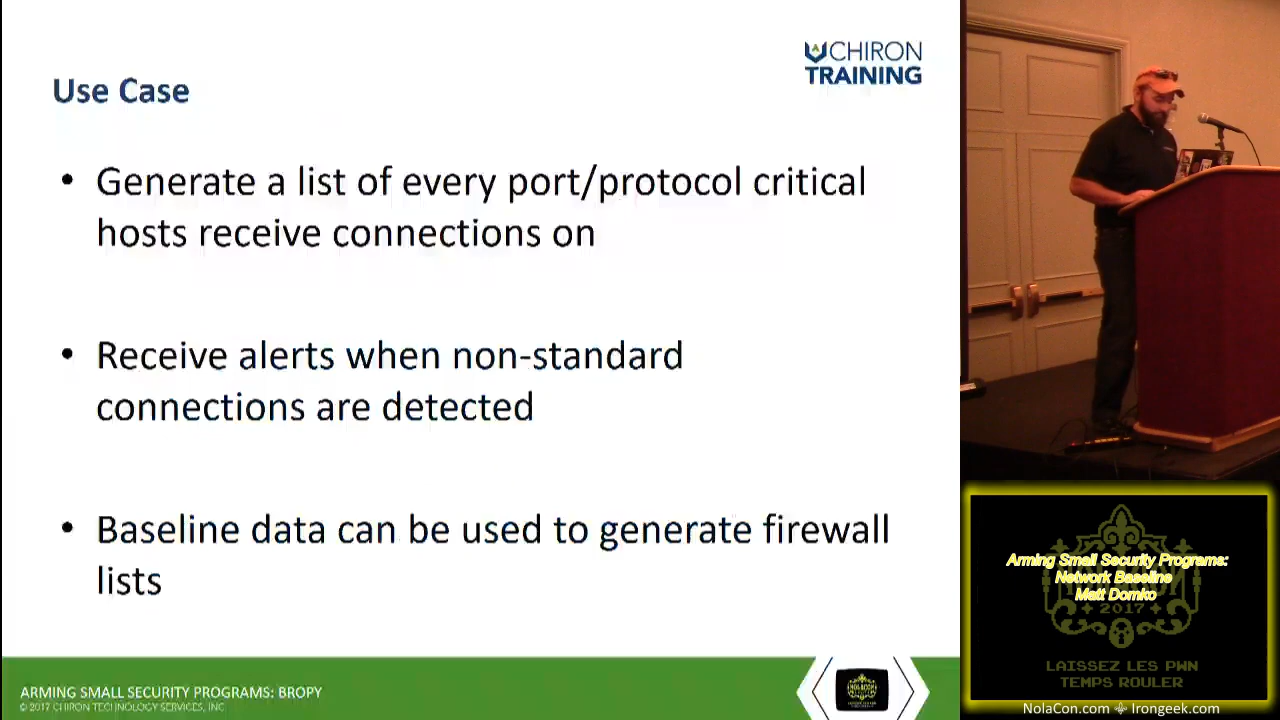 CHIRON
TRAINING
Use Case
• Generate a list of every port/protocol critical
hosts receive connections on
• Receive alerts when non-standard
connections are detected
• Baseline data can be used to generate firewall
lists
ARMING SMALL SECURITY PROGRAMS: BROPY
© 2017 CHIRON TECHNOLOGY SERVICES, INC
Arming Small Security Programs:
Network Baseline
Matt Domko
2017
LAISSEZ LES PWN
TEMPS ROULER
NolaCon.com ⚜ Irongeek.com